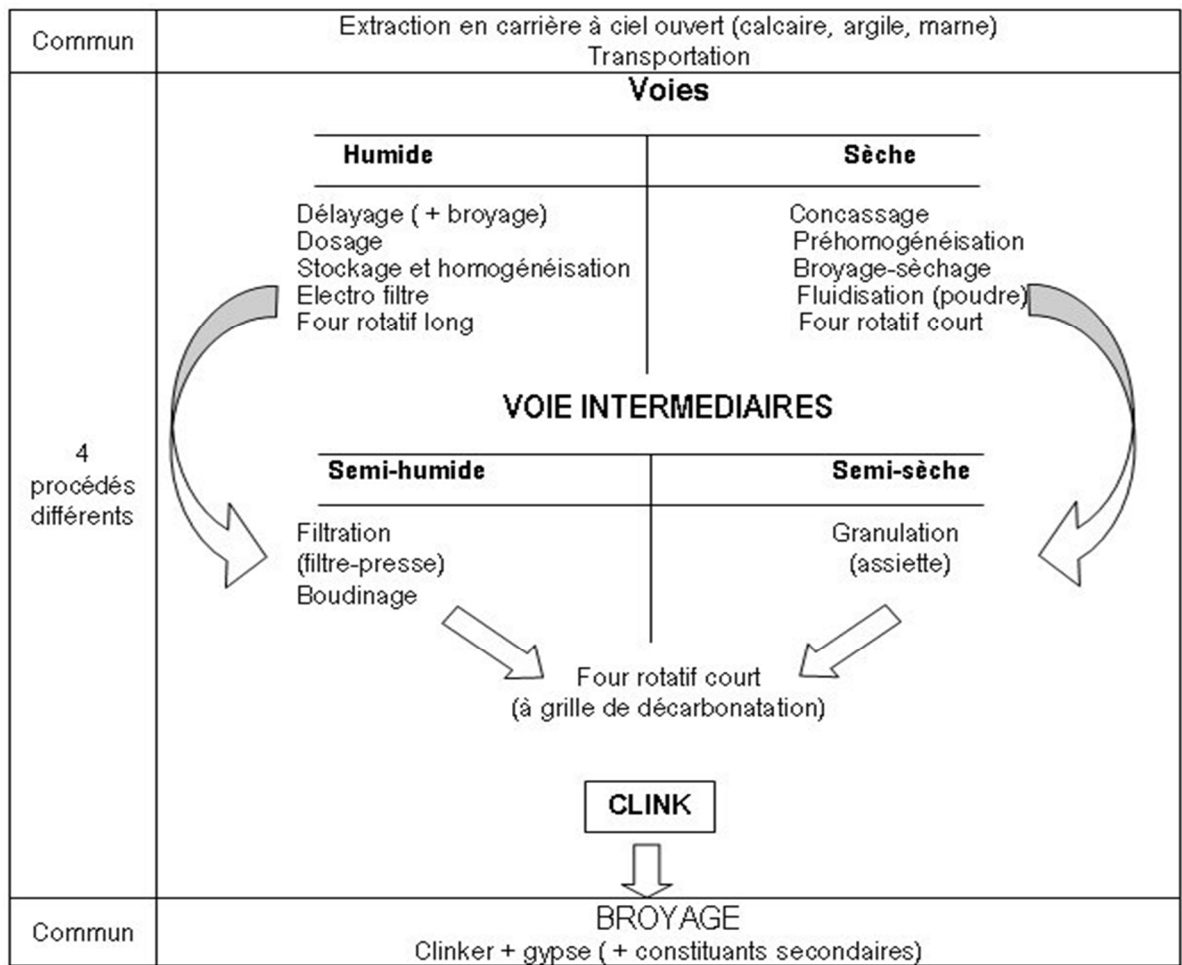 Commun
Extraction en carrière à ciel ouvert (calcaire, argile, marne)
Transportation
4
procédés
différents
Voies
Humide
Délayage ( + broyage)
Dosage
Stockage et homogénéisation
Electro filtre
Four rotatif long
Sèche
Concassage
Préhomogénéisation
Broyage-sèchage
Fluidisation (poudre)
Four rotatif court
VOIE INTERMEDIAIRES
Semi-humide
Filtration
(filtre-presse)
Boudinage
Semi-sèche
Granulation
(assiette)
Four rotatif court
(à grille de décarbonatation)
CLINK
Commun
BROYAGE
Clinker + gypse ( + constituants secondaires)